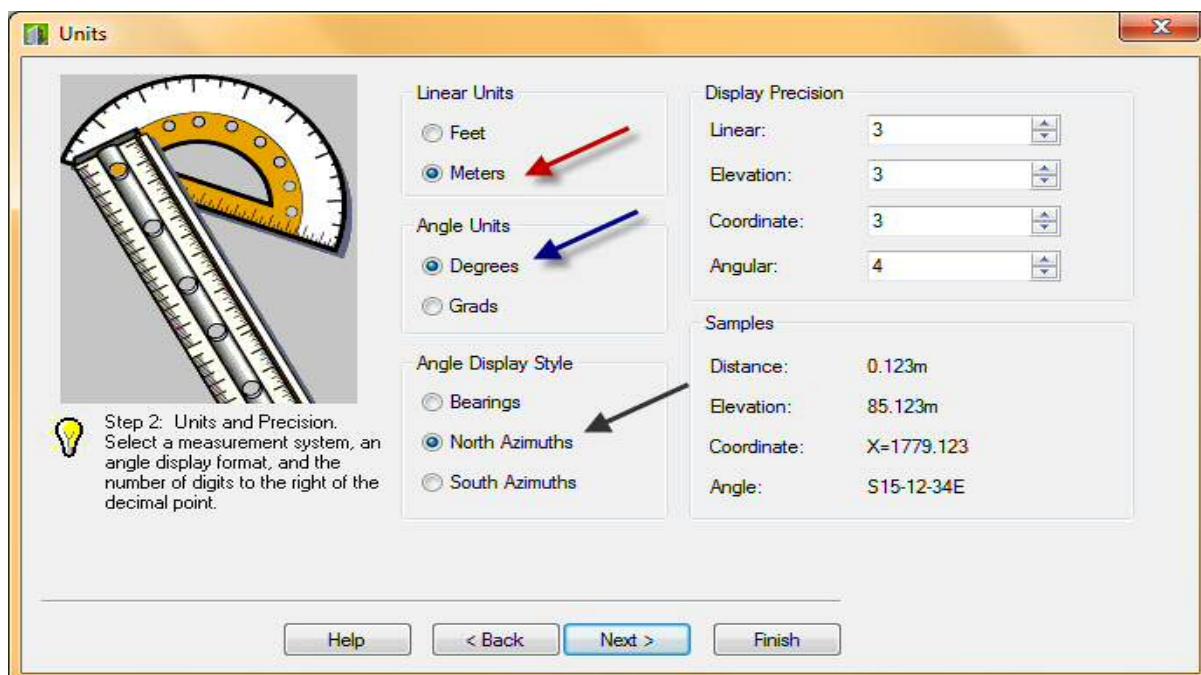 Units
Linear Units
Feet
Meters
Angle Units
Degrees
Grads
Angle Display Style
Bearings
North Azimuths
South Azimuths
Display Precision
Linear: 3
Elevation: 3
Coordinate: 3
Angular: 4
Samples
Distance: 0.123m
Elevation: 85.123m
Coordinate: X=1779.123
Angle: S15-12-34E
Step 2: Units and Precision.
Select a measurement system, an
angle display format, and the
number of digits to the right of the
decimal point.
Help < Back Next > Finish